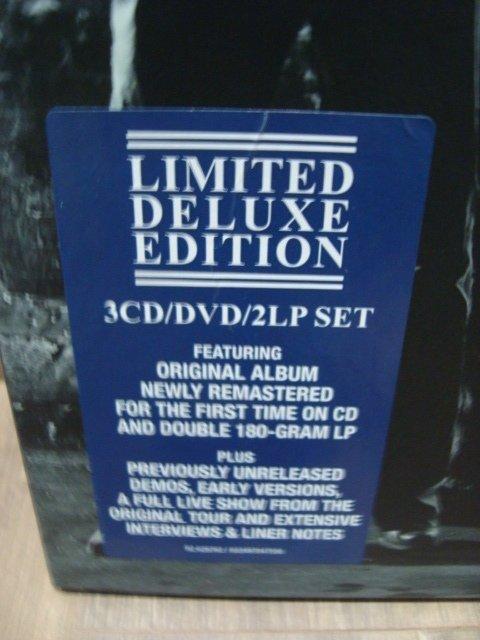 LIMITED
DELUXE
EDITION
3CD/DVD/2LP SET
FEATURING
ORIGINAL ALBUM
NEWLY REMASTERED
FOR THE FIRST TIME ON CD
AND DOUBLE 180-GRAM LP
PLUS
PREVIOUSLY UNRELEASED
DEMOS, EARLY VERSIONS,
A FULL LIVE SHOW FROM THE
ORIGINAL TOUR AND EXTENSIVE
INTERVIEWS & LINER NOTES